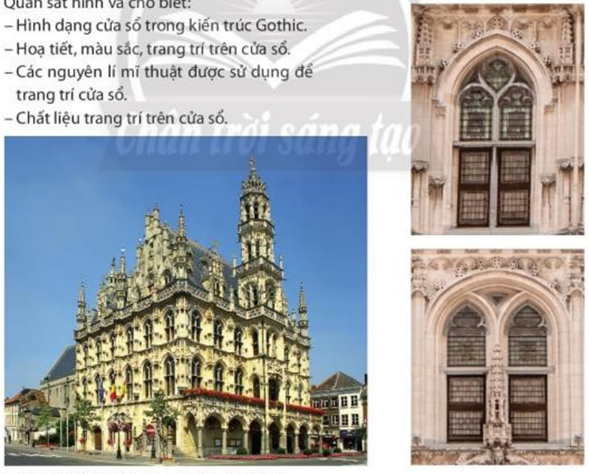 Quan sát hình và cho biết:
– Hình dạng cửa sổ trong kiến trúc Gothic.
– Hoạ tiết, màu sắc, trang trí trên cửa sổ.
– Các nguyên lí mĩ thuật được sử dụng để
trang trí cửa sổ.
– Chất liệu trang trí trên cửa sổ.
Chân trời sáng tạo